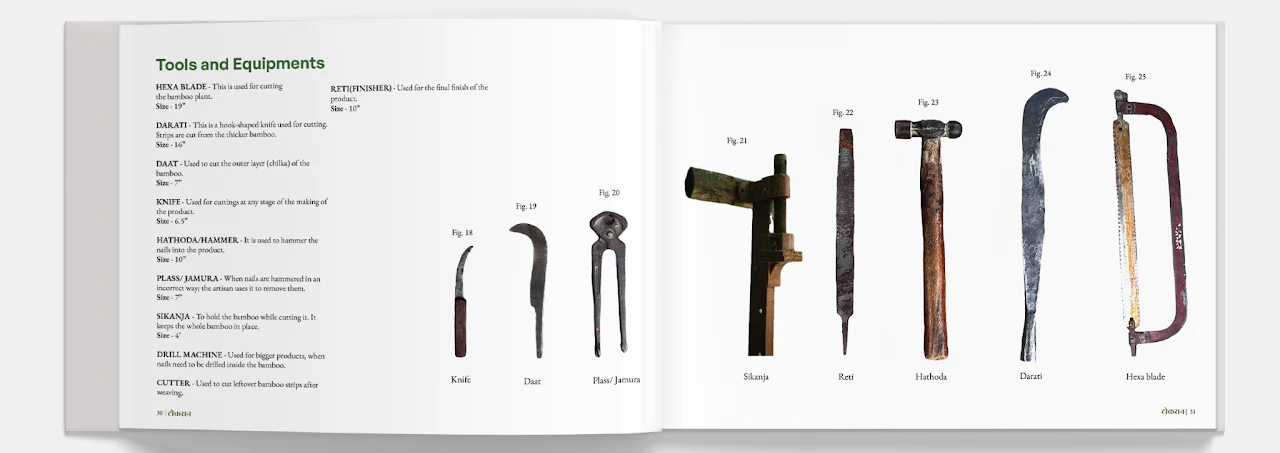 Tools and Equipments
HEXA BLADE - This is used for cutting
the bamboo plant.
Size - 19"
DARATI - This is a hook-shaped knife used for cutting.
Strips are cut from the thicker bamboo.
Size - 16"
DAAT - Used to cut the outer layer (chilka) of the
bamboo.
Size - 7"
KNIFE - Used for cuttings at any stage of the making of
the product.
Size - 6.5"
HATHODA/HAMMER - It is used to hammer the
nails into the product.
Size - 10"
PLASS/ JAMURA - When nails are hammered in an
incorrect way; the artisan uses it to remove them.
Size - 7"
SIKANJA - To hold the bamboo while cutting it. It
keeps the whole bamboo in place.
Size - 4'
DRILL MACHINE - Used for bigger products, when
nails need to be drilled inside the bamboo.
CUTTER - Used to cut leftover bamboo strips after
weaving.
RETI(FINISHER) - Used for the final finish of the
product.
Size - 10"
Fig. 18
Fig. 19
Fig. 20
Knife
Daat
Plass/ Jamura
30 | टोकरान
Fig. 21
Fig. 22
Fig. 23
Fig. 24
Fig. 25
Sikanja
Reti
Hathoda
Darati
Hexa blade
टोकरान | 31